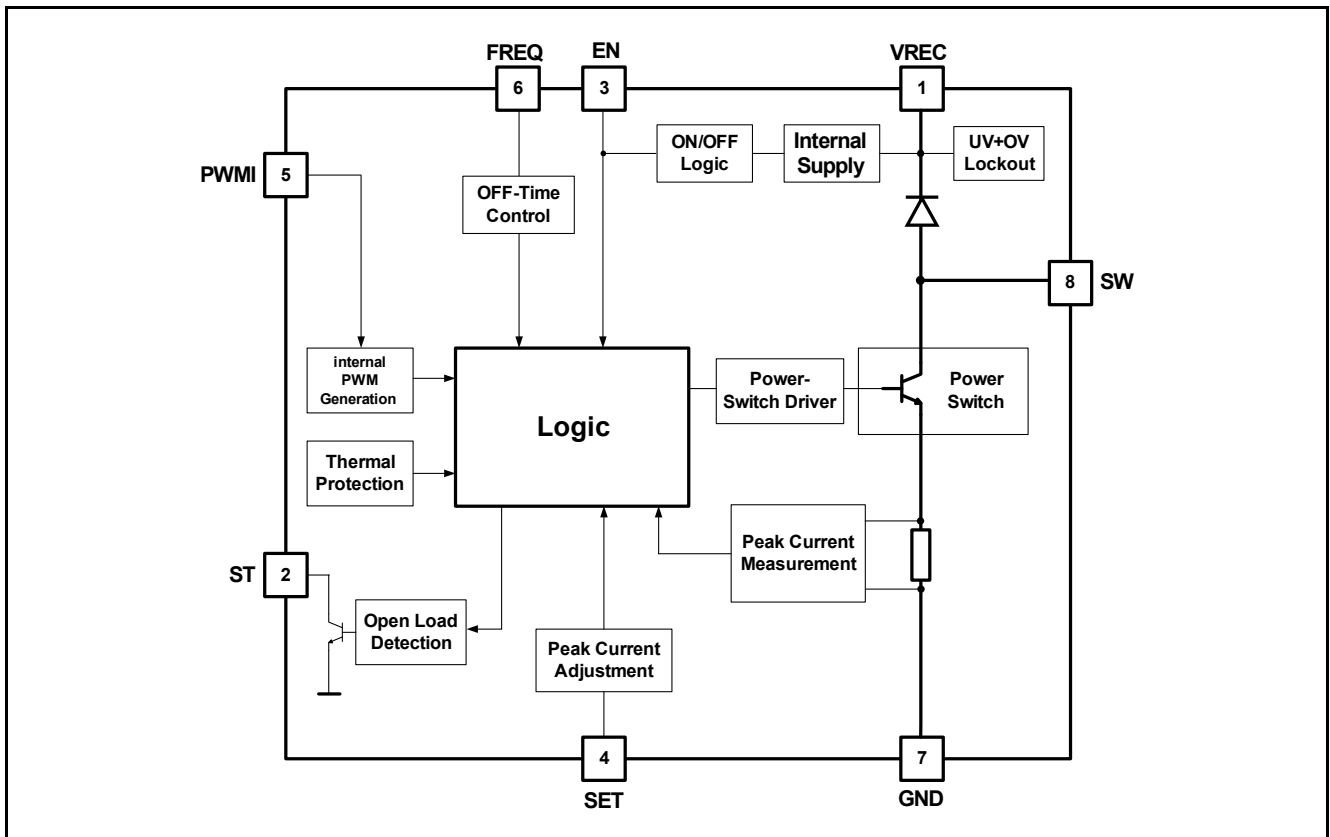 FREQ
EN
VREC
6
3
1
ON/OFF
Logic
Internal
Supply
UV+OV
Lockout
PWMI
5
OFF-Time
Control
8
SW
internal
PWM
Generation
Logic
Power-
Switch Driver
Power
Switch
Thermal
Protection
Peak Current
Measurement
ST
2
Open Load
Detection
Peak Current
Adjustment
4
7
SET
GND